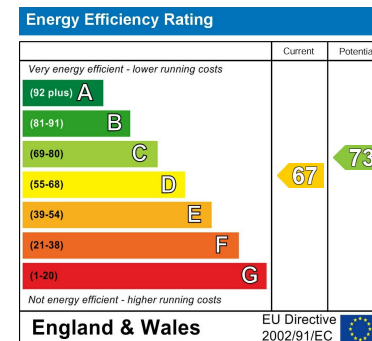 Energy Efficiency Rating
Current Potentia
Very energy efficient - lower running costs
(92 plus) A
(81-91) B
(69-80) C
(55-68) D
(39-54) E
(21-38) F
(1-20) G
67
73
Not energy efficient - higher running costs
England & Wales
EU Directive
2002/91/EC